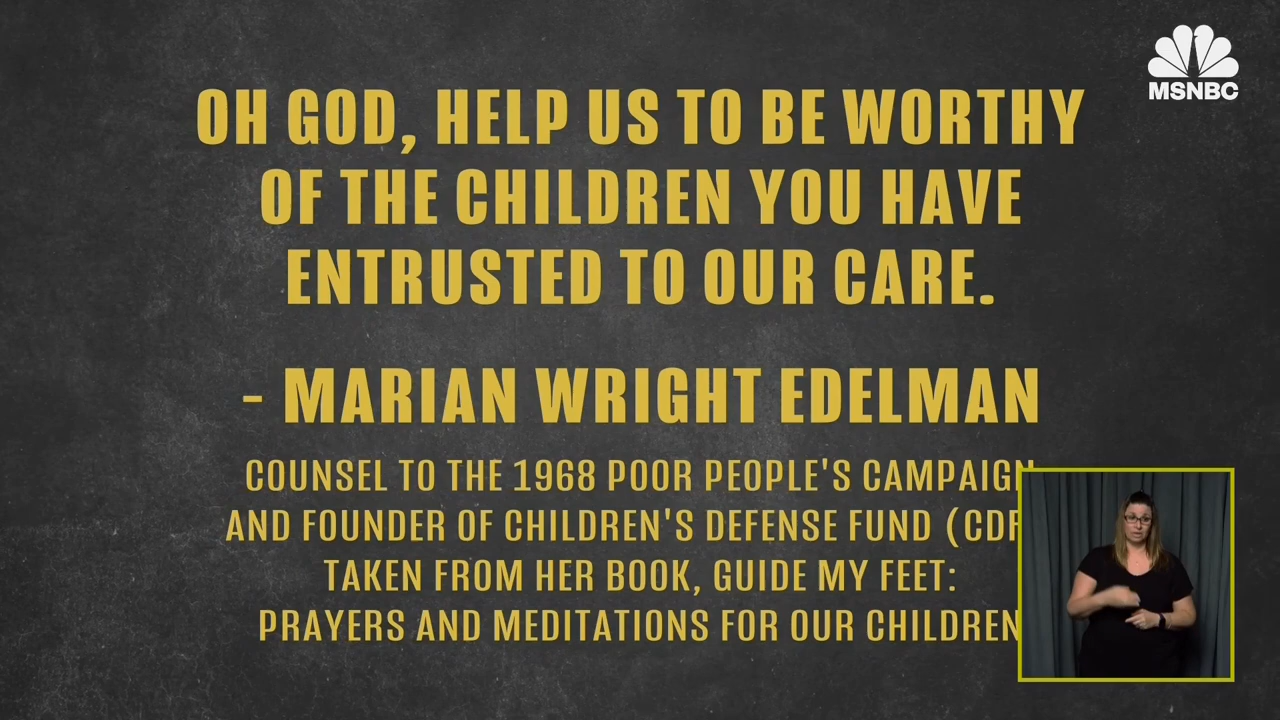 MSNBC
OH GOD, HELP US TO BE WORTHY
OF THE CHILDREN YOU HAVE
ENTRUSTED TO OUR CARE.
- MARIAN WRIGHT EDELMAN
COUNSEL TO THE 1968 POOR PEOPLE'S CAMPAIGN
AND FOUNDER OF CHILDREN'S DEFENSE FUND (CDF
TAKEN FROM HER BOOK, GUIDE MY FEET:
PRAYERS AND MEDITATIONS FOR OUR CHILDREN